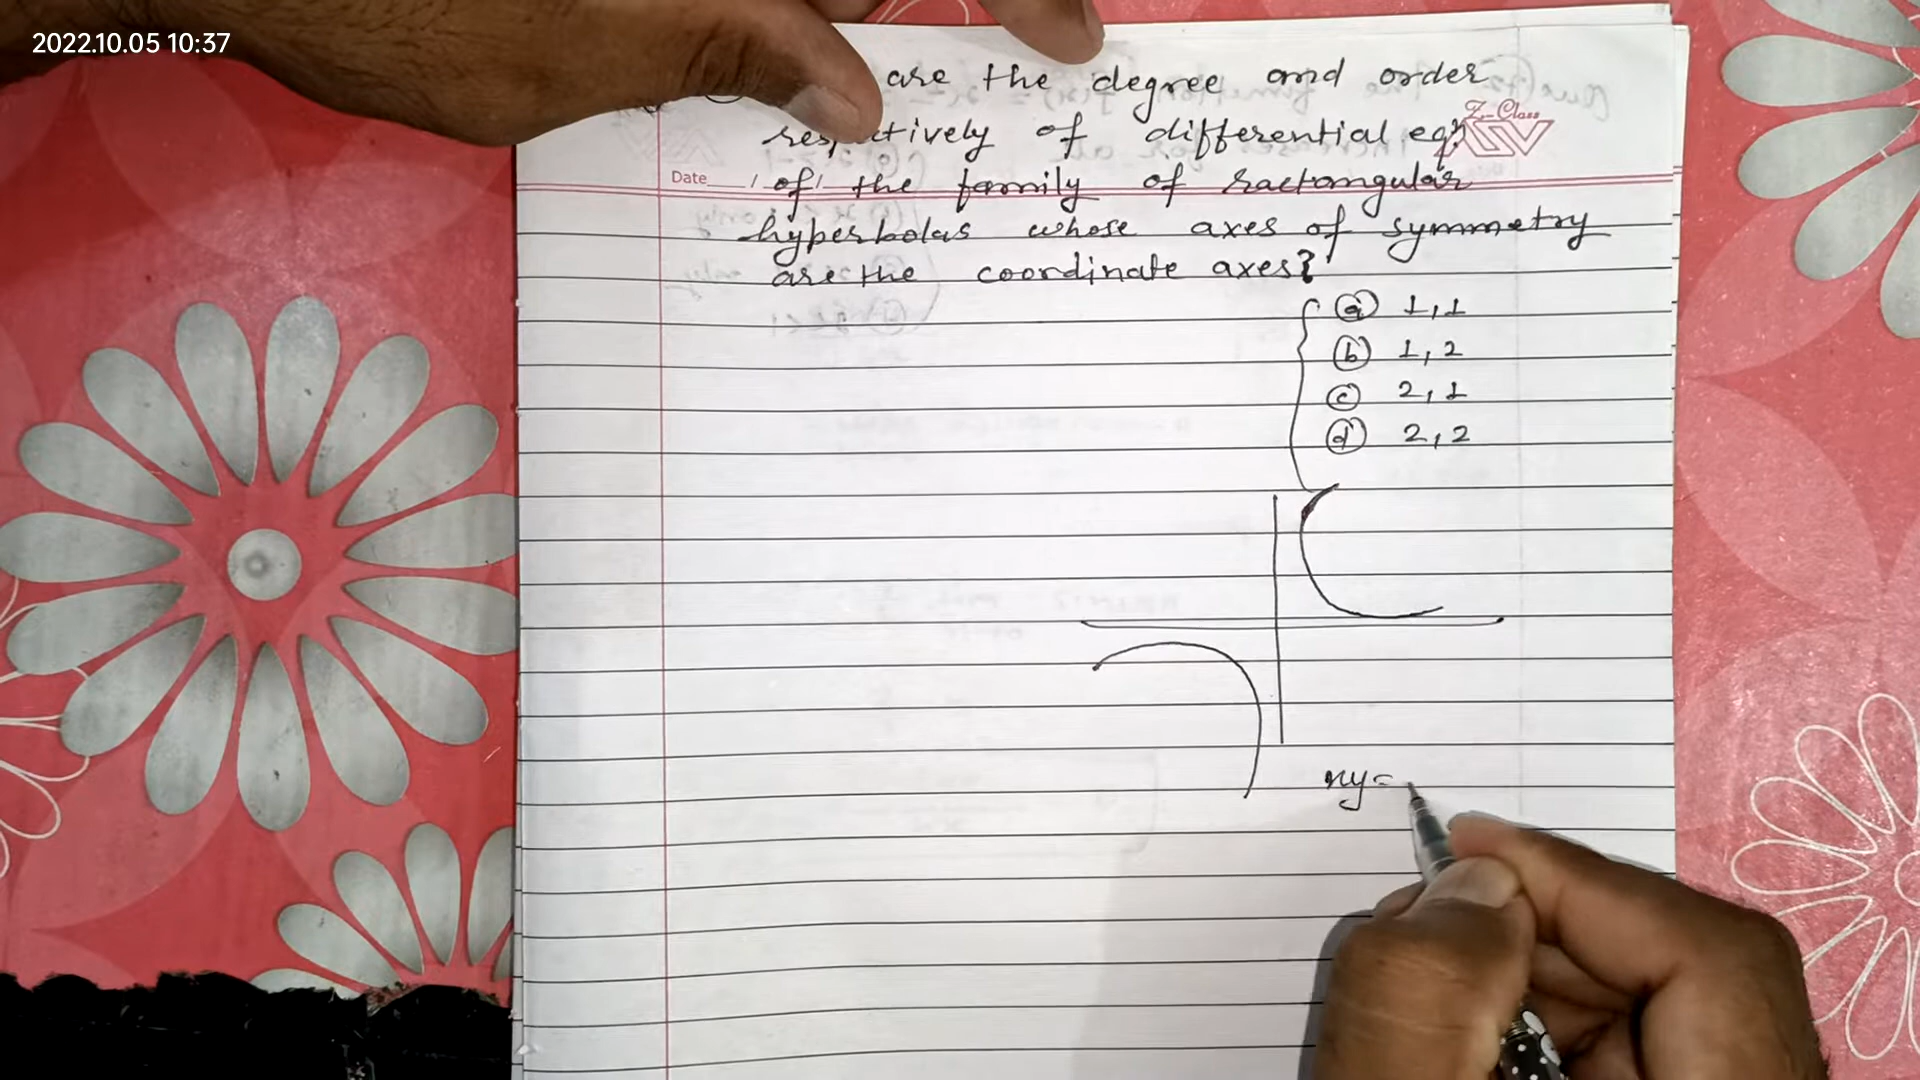 2022.10.05 10:37
are the degree and order
respectively of differential eqn
Z-Class
Date
of the family of ractangular
hyperbolas whose axes of symmetry
are the coordinate axes?
(a) 1,1
(b) 1,2
(c) 2,1
(d) 2,2
xy=